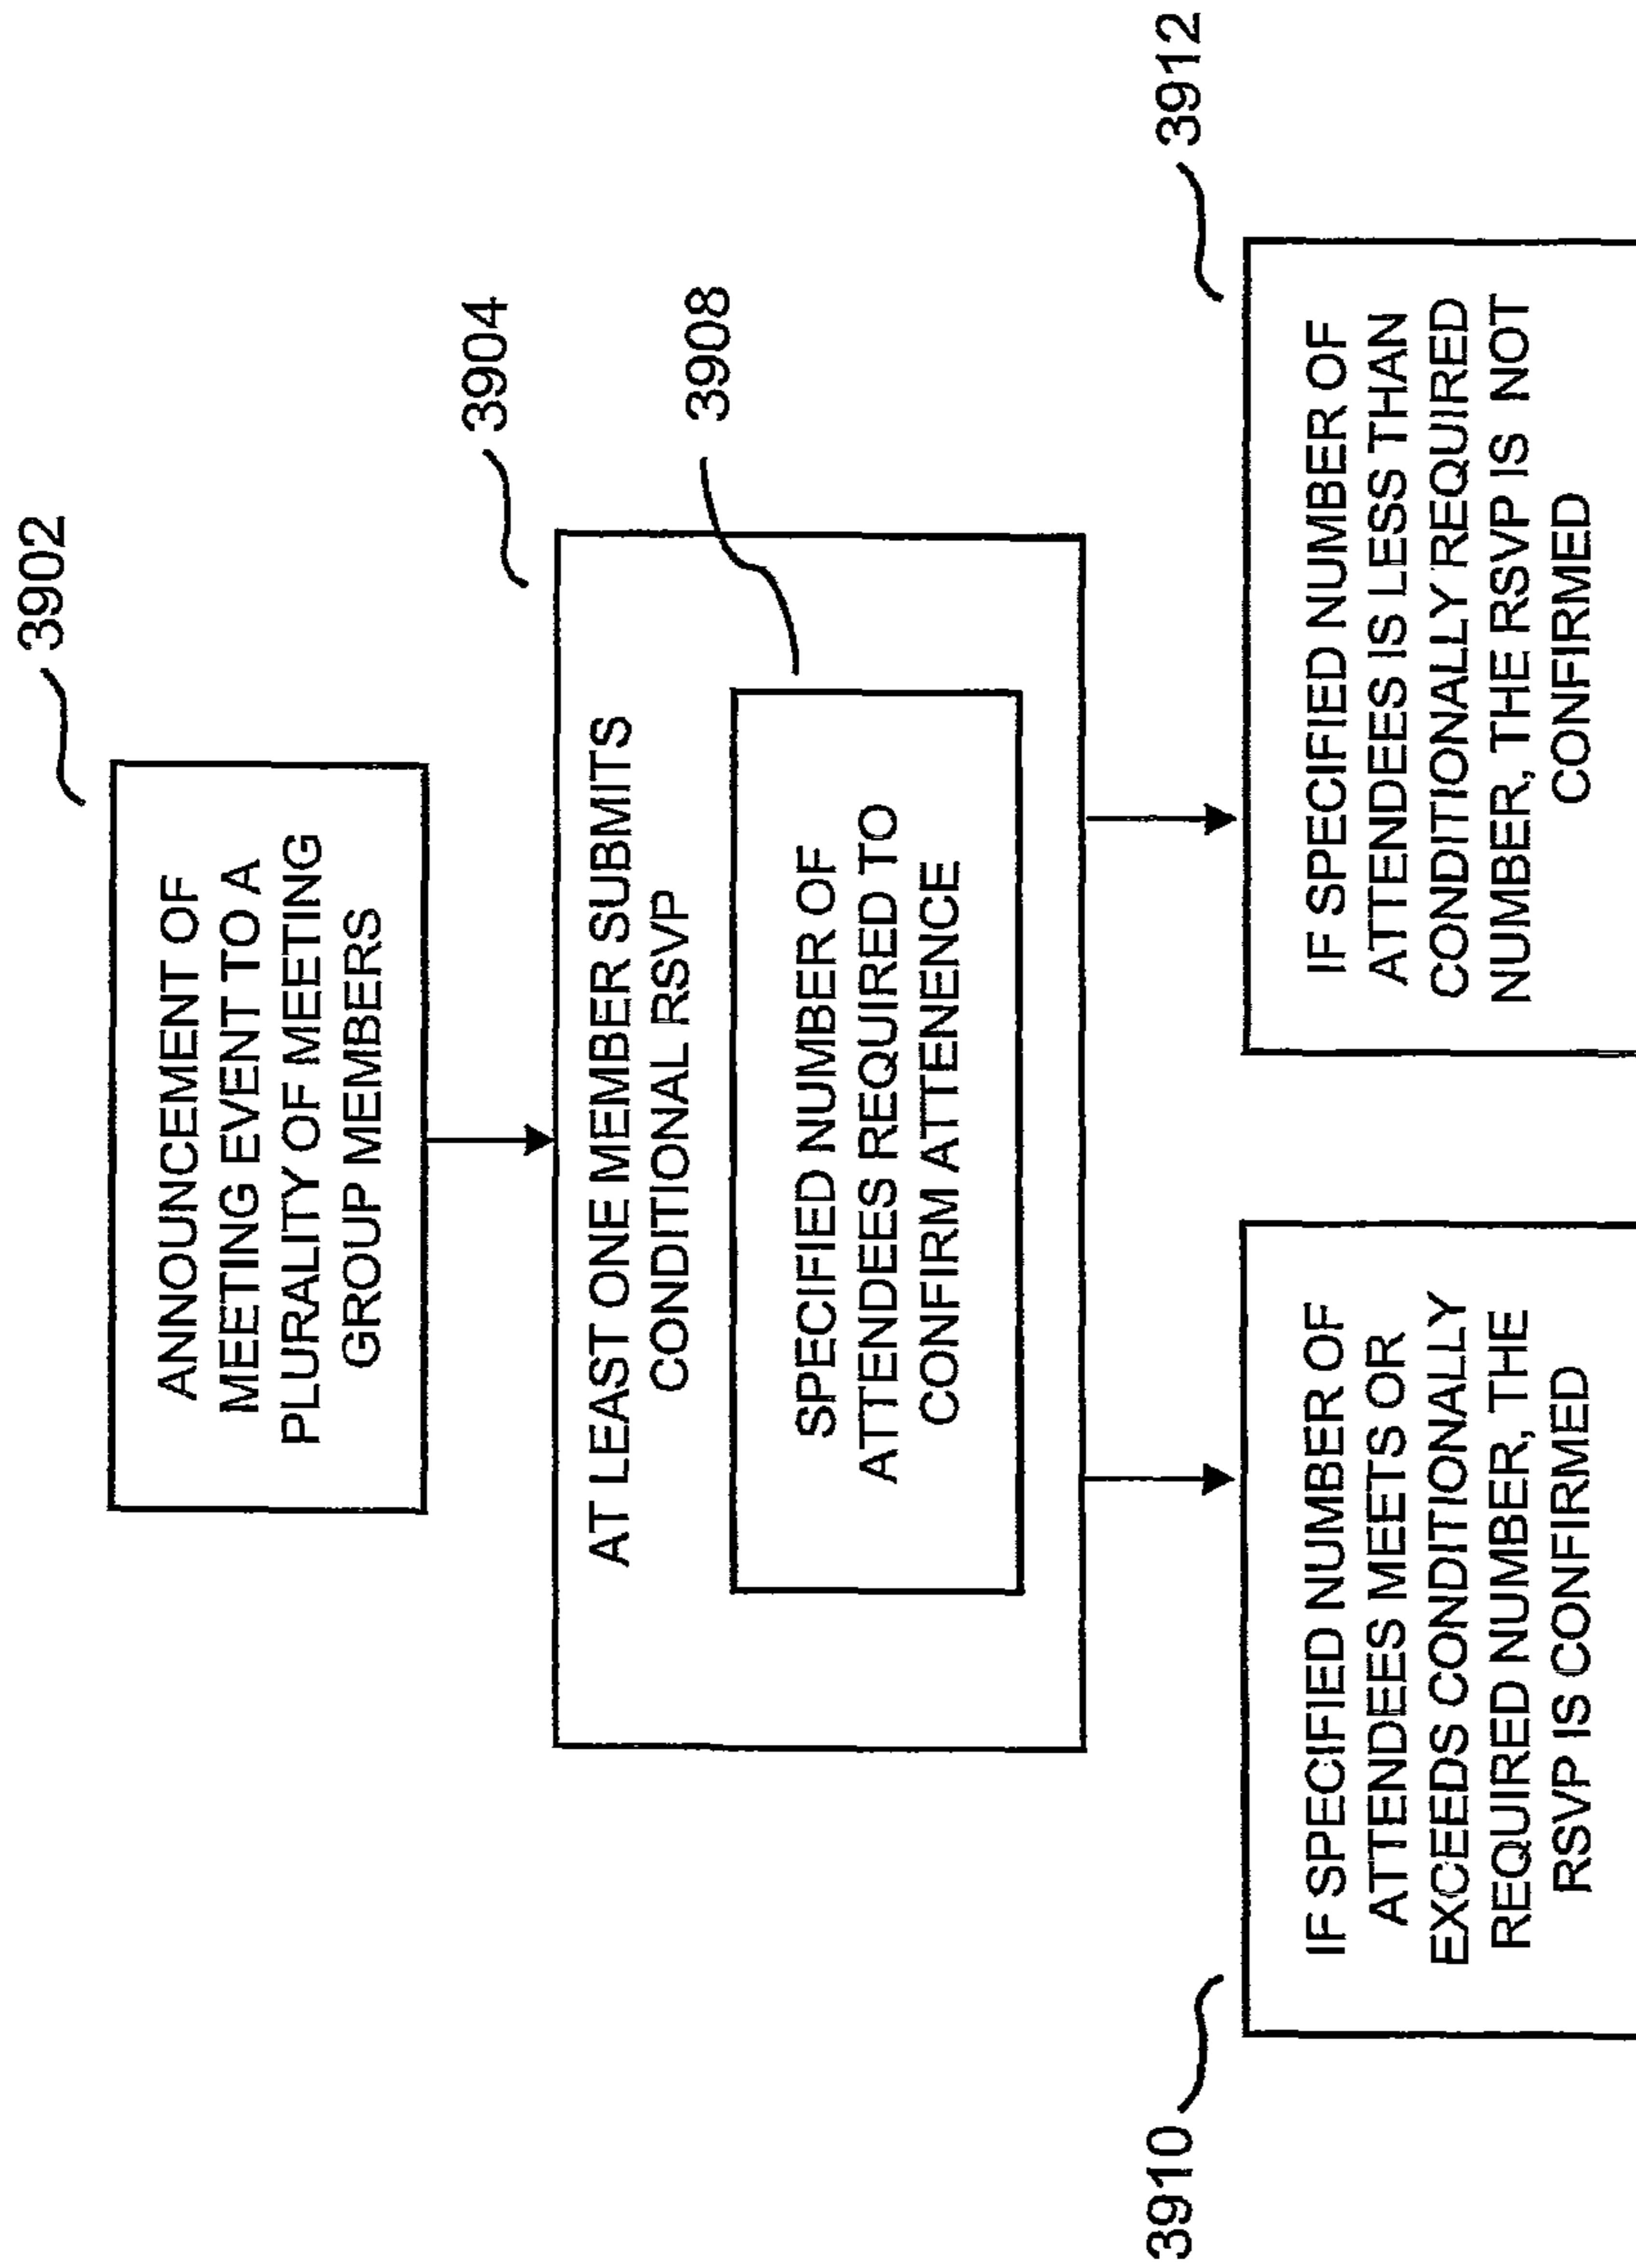 3902
ANNOUNCEMENT OF
MEETING EVENT TO A
PLURALITY OF MEETING
GROUP MEMBERS
3904
AT LEAST ONE MEMBER SUBMITS
CONDITIONAL RSVP
3908
SPECIFIED NUMBER OF
ATTENDEES REQUIRED TO
CONFIRM ATTENENCE
3910
IF SPECIFIED NUMBER OF
ATTENDEES MEETS OR
EXCEEDS CONDITIONALLY
REQUIRED NUMBER, THE
RSVP IS CONFIRMED
3912
IF SPECIFIED NUMBER OF
ATTENDEES IS LESS THAN
CONDITIONALLY REQUIRED
NUMBER, THE RSVP IS NOT
CONFIRMED